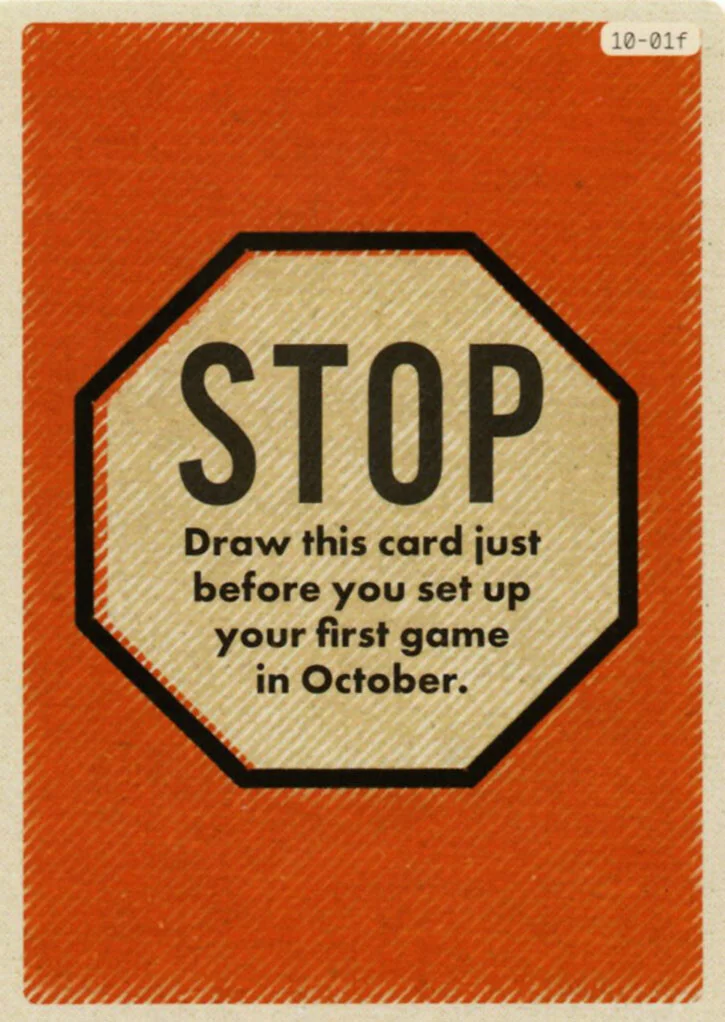 10-01f
STOP
Draw this card just
before you set up
your first game
in October.